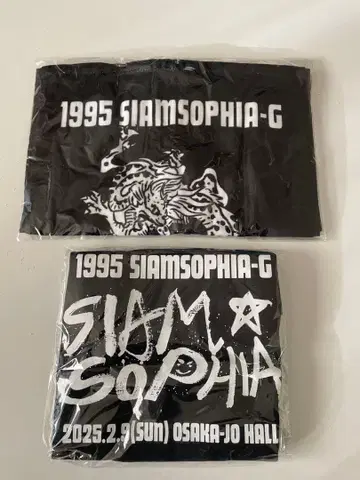 1995 SIAMSOPHIA-G
1995 SIAMSOPHIA-G
SIAM
SOPHIA
2025.2.9(SUN) OSAKA-JO HALL